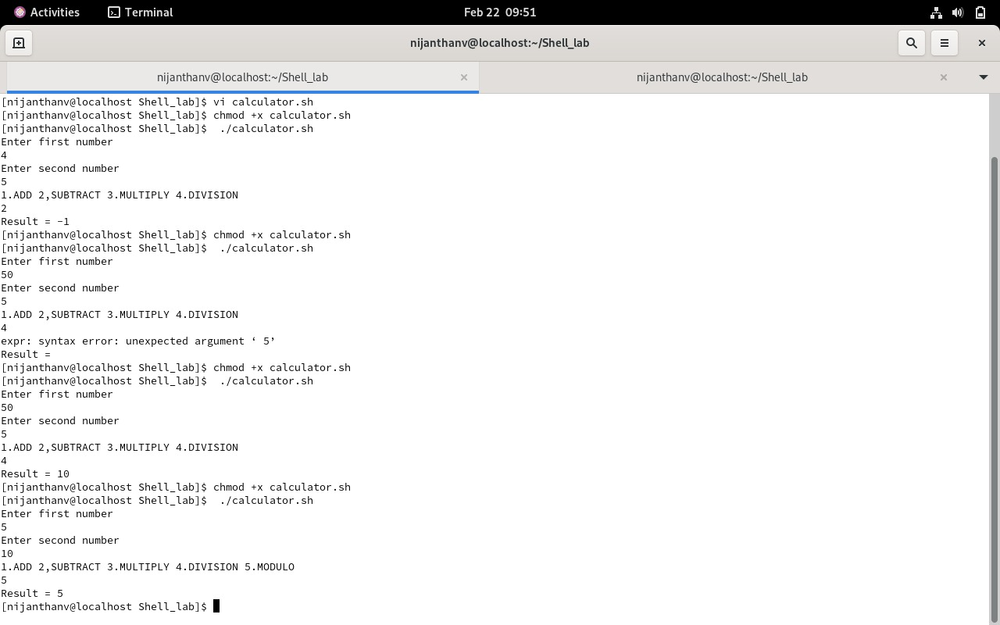 Activities Terminal Feb 22 09:51
nijanthanv@localhost:~/Shell_lab
nijanthanv@localhost:~/Shell_lab nijanthanv@localhost:~/Shell_lab
[nijanthanv@localhost Shell_lab]$ vi calculator.sh
[nijanthanv@localhost Shell_lab]$ chmod +x calculator.sh
[nijanthanv@localhost Shell_lab]$  ./calculator.sh
Enter first number
4
Enter second number
5
1.ADD 2,SUBTRACT 3.MULTIPLY 4.DIVISION
2
Result = -1
[nijanthanv@localhost Shell_lab]$ chmod +x calculator.sh
[nijanthanv@localhost Shell_lab]$  ./calculator.sh
Enter first number
50
Enter second number
5
1.ADD 2,SUBTRACT 3.MULTIPLY 4.DIVISION
4
expr: syntax error: unexpected argument ‘ 5’
Result =
[nijanthanv@localhost Shell_lab]$ chmod +x calculator.sh
[nijanthanv@localhost Shell_lab]$  ./calculator.sh
Enter first number
50
Enter second number
5
1.ADD 2,SUBTRACT 3.MULTIPLY 4.DIVISION
4
Result = 10
[nijanthanv@localhost Shell_lab]$ chmod +x calculator.sh
[nijanthanv@localhost Shell_lab]$  ./calculator.sh
Enter first number
5
Enter second number
10
1.ADD 2,SUBTRACT 3.MULTIPLY 4.DIVISION 5.MODULO
5
Result = 5
[nijanthanv@localhost Shell_lab]$